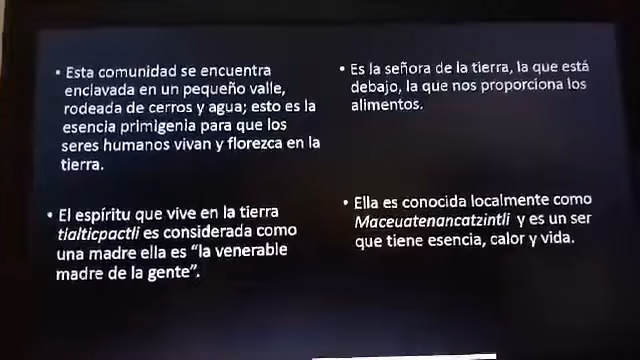 • Esta comunidad se encuentra
enclavada en un pequeño valle,
rodeada de cerros y agua; esto es la
esencia primigenia para que los
seres humanos vivan y florezca en la
tierra.
• El espíritu que vive en la tierra
tlalticpactli es considerada como
una madre ella es “la venerable
madre de la gente”.
• Es la señora de la tierra, la que está
debajo, la que nos proporciona los
alimentos.
• Ella es conocida localmente como
Maceuatenancatzintli y es un ser
que tiene esencia, calor y vida.